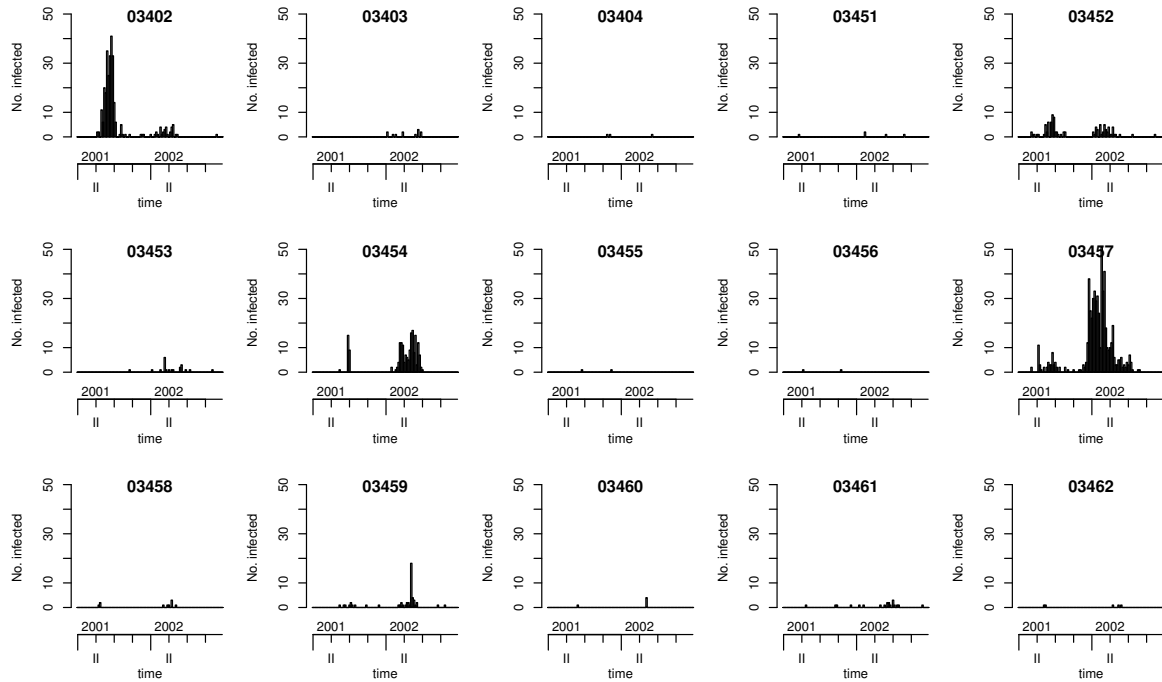 03402
No. infected
0 10 30 50
2001 2002
II II
time
03403
No. infected
0 10 30 50
2001 2002
II II
time
03404
No. infected
0 10 30 50
2001 2002
II II
time
03451
No. infected
0 10 30 50
2001 2002
II II
time
03452
No. infected
0 10 30 50
2001 2002
II II
time
03453
No. infected
0 10 30 50
2001 2002
II II
time
03454
No. infected
0 10 30 50
2001 2002
II II
time
03455
No. infected
0 10 30 50
2001 2002
II II
time
03456
No. infected
0 10 30 50
2001 2002
II II
time
03457
No. infected
0 10 30 50
2001 2002
II II
time
03458
No. infected
0 10 30 50
2001 2002
II II
time
03459
No. infected
0 10 30 50
2001 2002
II II
time
03460
No. infected
0 10 30 50
2001 2002
II II
time
03461
No. infected
0 10 30 50
2001 2002
II II
time
03462
No. infected
0 10 30 50
2001 2002
II II
time